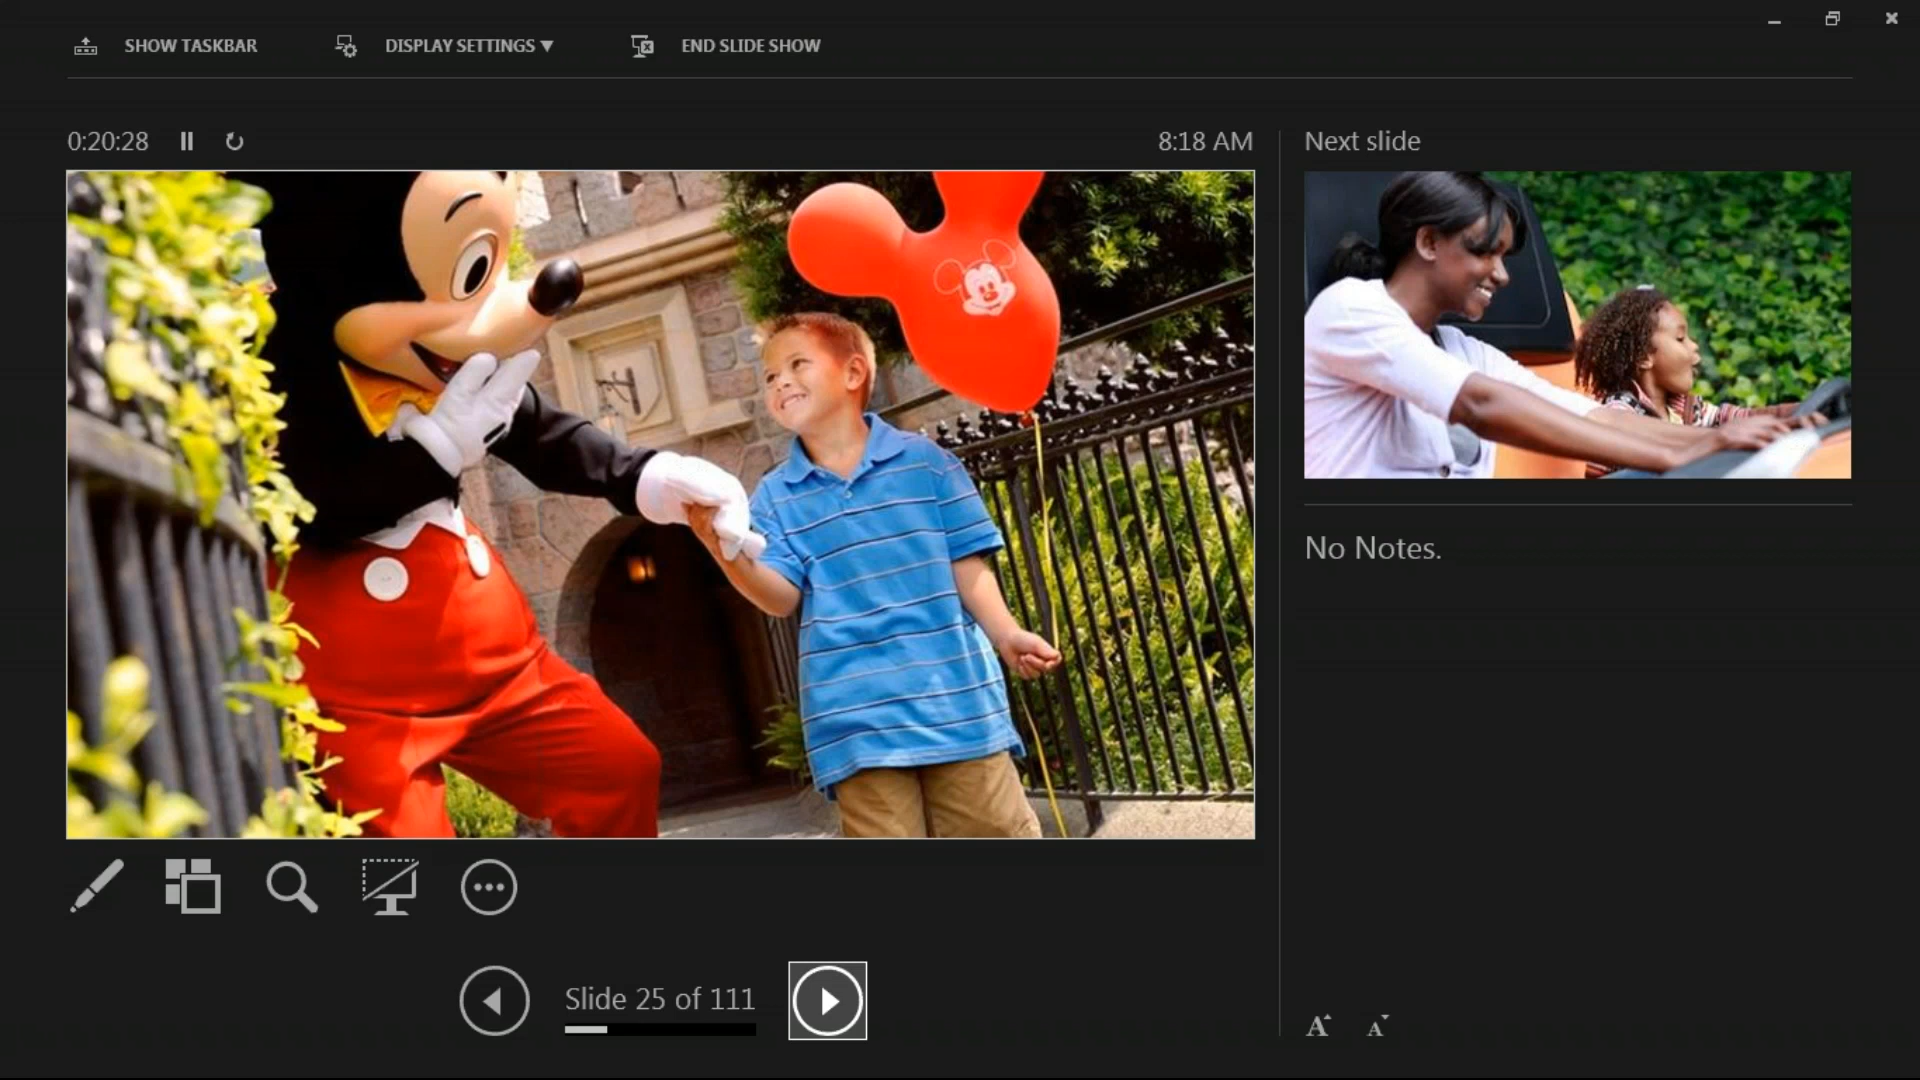 SHOW TASKBAR
DISPLAY SETTINGS ▼
END SLIDE SHOW
0:20:28
8:18 AM
Next slide
No Notes.
Slide 25 of 111
A A